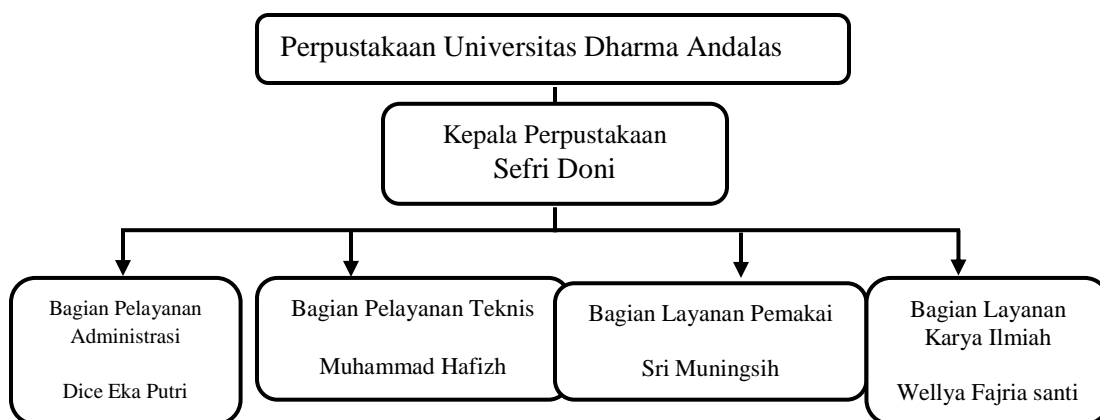 Perpustakaan Universitas Dharma Andalas
Kepala Perpustakaan
Sefri Doni
Bagian Pelayanan
Administrasi
Dice Eka Putri
Bagian Pelayanan Teknis
Muhammad Hafizh
Bagian Layanan Pemakai
Sri Muningsih
Bagian Layanan
Karya Ilmiah
Wellya Fajria santi